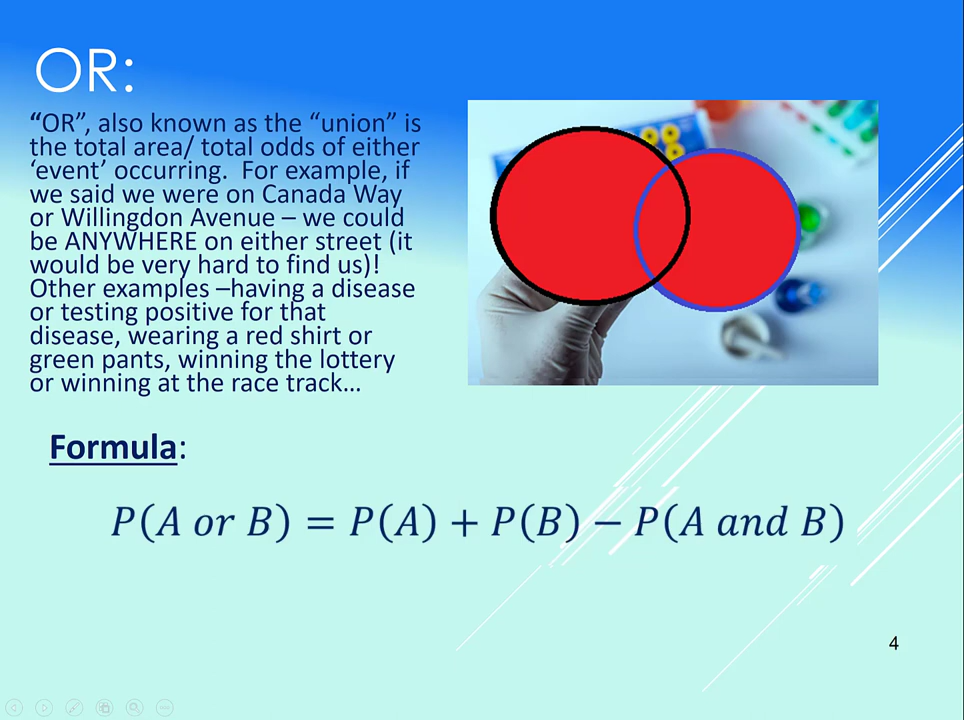 OR:
“OR”, also known as the “union” is
the total area/ total odds of either
‘event’ occurring.  For example, if
we said we were on Canada Way
or Willingdon Avenue – we could
be ANYWHERE on either street (it
would be very hard to find us)!
Other examples –having a disease
or testing positive for that
disease, wearing a red shirt or
green pants, winning the lottery
or winning at the race track…
Formula:
P(A or B) = P(A) + P(B) − P(A and B)
4